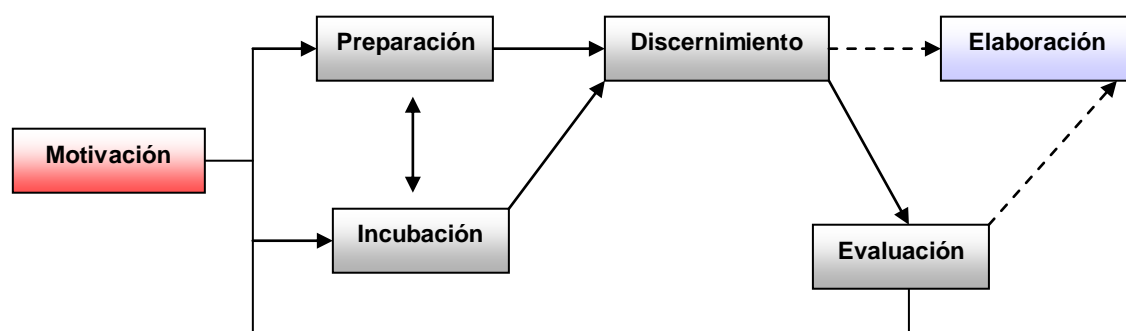 Preparación
Discernimiento
Elaboración
Motivación
Incubación
Evaluación